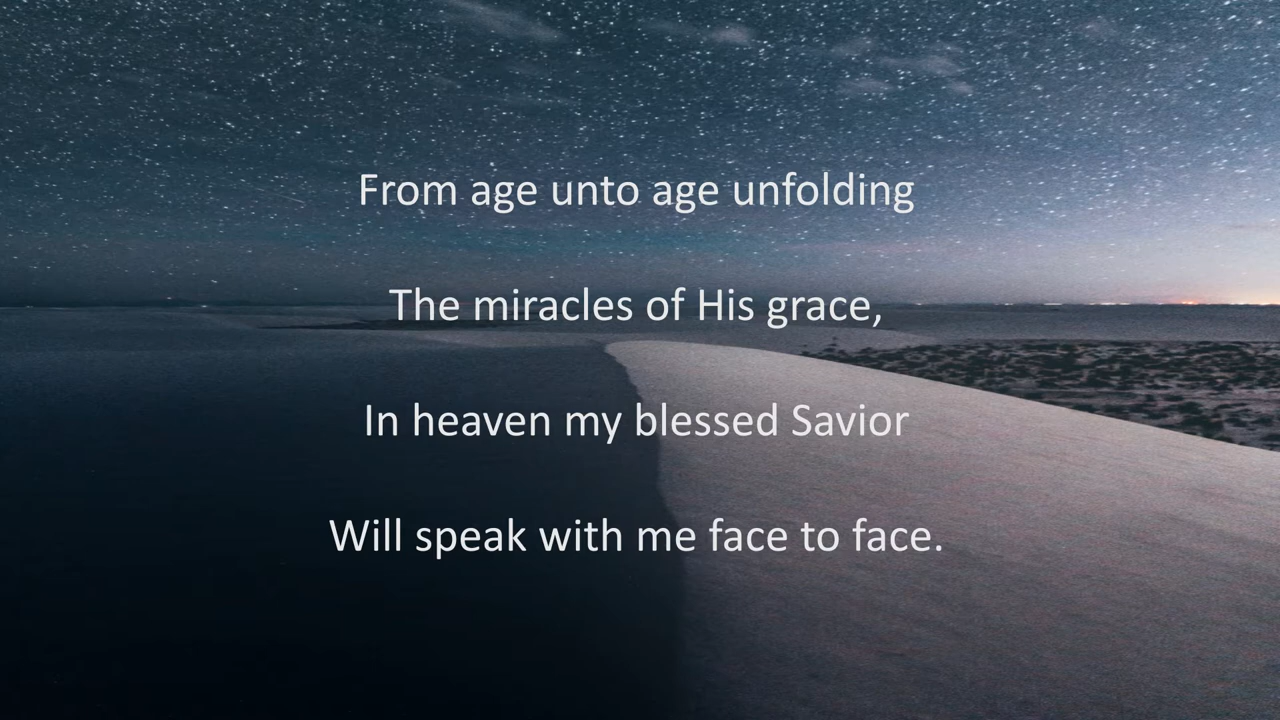 From age unto age unfolding
The miracles of His grace,
In heaven my blessed Savior
Will speak with me face to face.